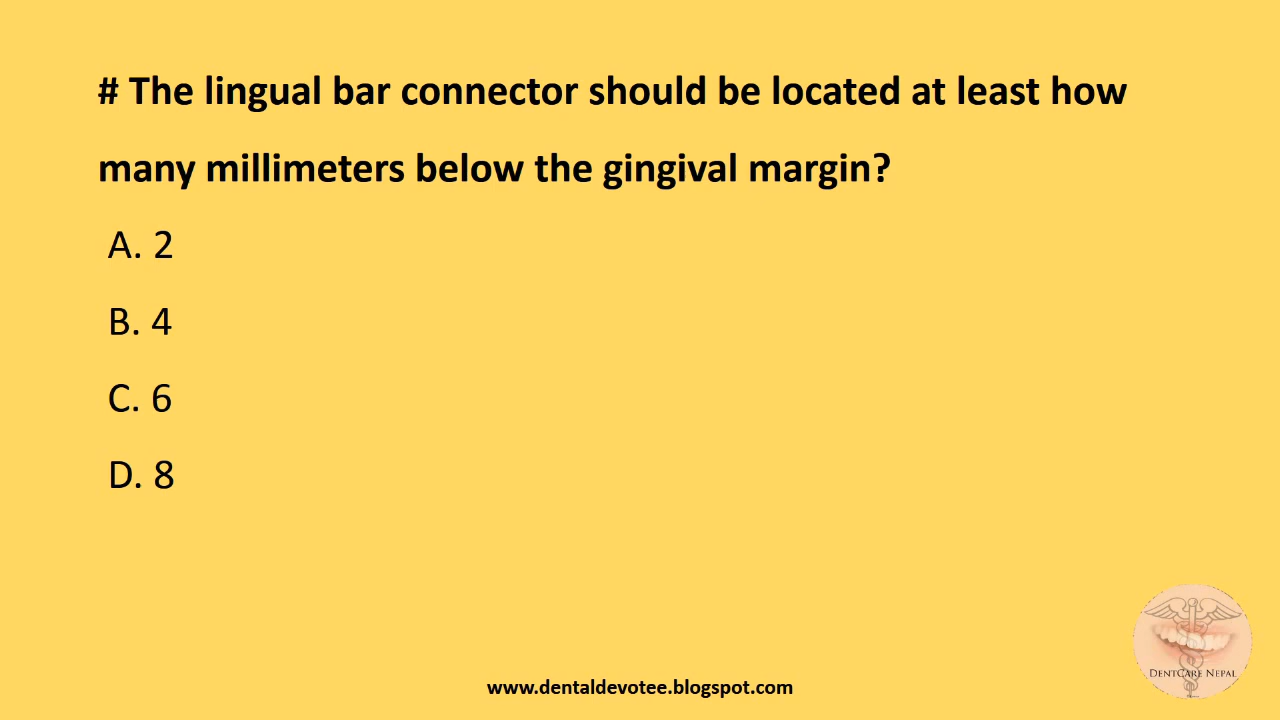 # The lingual bar connector should be located at least how
many millimeters below the gingival margin?
A. 2
B. 4
C. 6
D. 8
DENTCARE NEPAL
www.dentaldevotee.blogspot.com